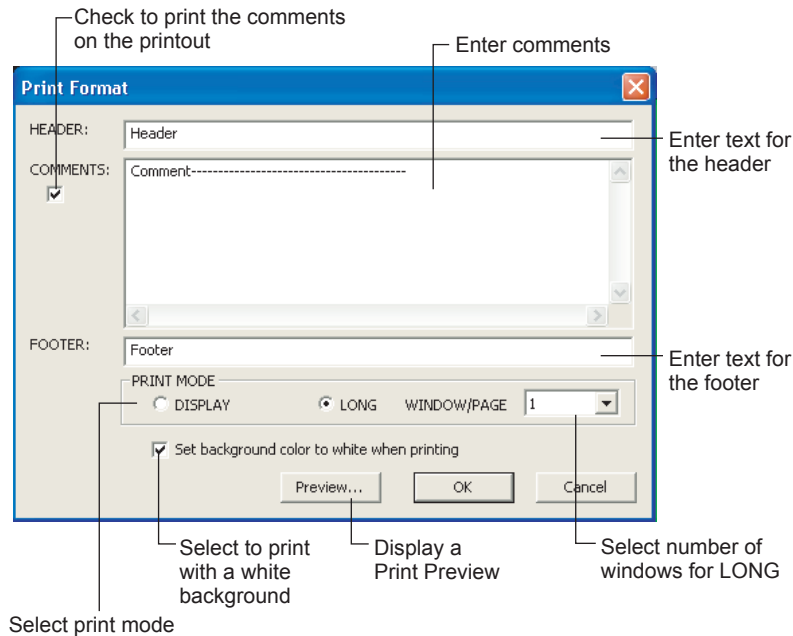 Check to print the comments
on the printout
Enter comments
Print Format
HEADER:
Header
Enter text for
the header
COMMENTS:
Comment----------------------------------------
FOOTER:
Footer
Enter text for
the footer
PRINT MODE
DISPLAY
LONG
WINDOW/PAGE
1
Set background color to white when printing
Preview...
OK
Cancel
Select to print
with a white
background
Display a
Print Preview
Select number of
windows for LONG
Select print mode